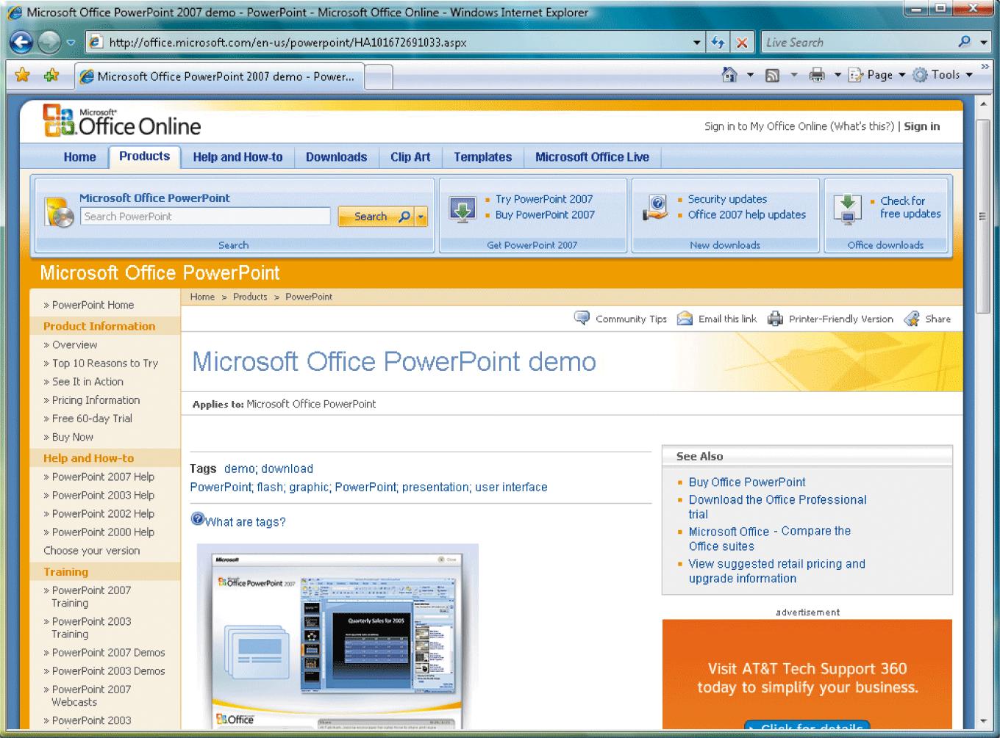 Microsoft Office PowerPoint 2007 demo - PowerPoint - Microsoft Office Online - Windows Internet Explorer
http://office.microsoft.com/en-us/powerpoint/HA101672691033.aspx
Live Search
Microsoft Office PowerPoint 2007 demo - Power...
Page
Tools
Microsoft
Office Online
Sign in to My Office Online (What's this?) | Sign in
Home
Products
Help and How-to
Downloads
Clip Art
Templates
Microsoft Office Live
Microsoft Office PowerPoint
Search PowerPoint
Search
Search
Try PowerPoint 2007
Buy PowerPoint 2007
Get PowerPoint 2007
Security updates
Office 2007 help updates
New downloads
Check for
free updates
Office downloads
Microsoft Office PowerPoint
» PowerPoint Home
Product Information
» Overview
» Top 10 Reasons to Try
» See It in Action
» Pricing Information
» Free 60-day Trial
» Buy Now
Help and How-to
» PowerPoint 2007 Help
» PowerPoint 2003 Help
» PowerPoint 2002 Help
» PowerPoint 2000 Help
Choose your version
Training
» PowerPoint 2007
Training
» PowerPoint 2003
Training
» PowerPoint 2007 Demos
» PowerPoint 2003 Demos
» PowerPoint 2007
Webcasts
» PowerPoint 2003
Home > Products > PowerPoint
Community Tips
Email this link
Printer-Friendly Version
Share
Microsoft Office PowerPoint demo
Applies to: Microsoft Office PowerPoint
Tags demo; download
PowerPoint; flash; graphic; PowerPoint; presentation; user interface
What are tags?
Microsoft
Close
Microsoft
Office PowerPoint 2007
Quarterly Sales for 2005
Office
See Also
Buy Office PowerPoint
Download the Office Professional
trial
Microsoft Office - Compare the
Office suites
View suggested retail pricing and
upgrade information
advertisement
Visit AT&T Tech Support 360
today to simplify your business.
Click for details